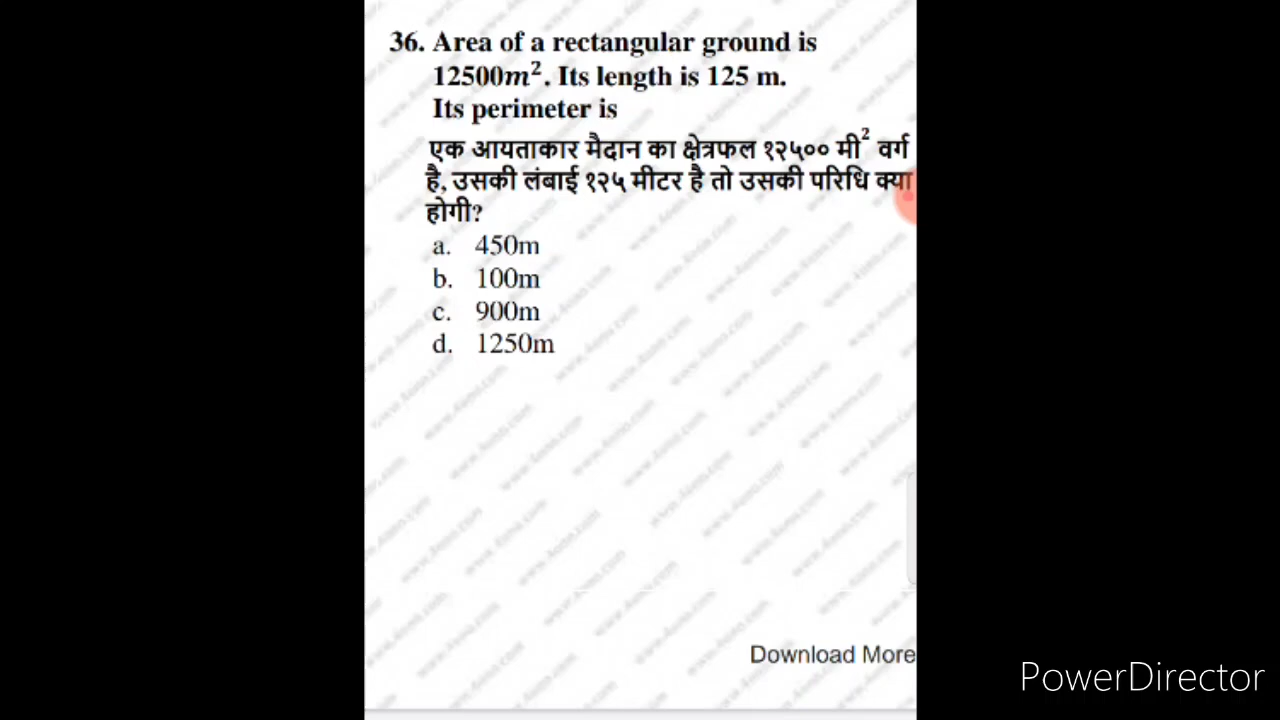 36. Area of a rectangular ground is
12500m². Its length is 125 m.
Its perimeter is
एक आयताकार मैदान का क्षेत्रफल १२५०० मी² वर्ग
है, उसकी लंबाई १२५ मीटर है तो उसकी परिधि क्या
होगी?
a. 450m
b. 100m
c. 900m
d. 1250m
Download More
PowerDirector